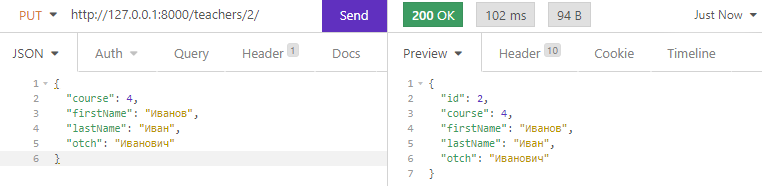 PUT http://127.0.0.1:8000/teachers/2/ Send 200 OK 102 ms 94 B Just Now
JSON Auth Query Header 1 Docs Preview Header 10 Cookie Timeline
1 {
2 "course": 4,
3 "firstName": "Иванов",
4 "lastName": "Иван",
5 "otch": "Иванович"
6 }
1 {
2 "id": 2,
3 "course": 4,
4 "firstName": "Иванов",
5 "lastName": "Иван",
6 "otch": "Иванович"
7 }